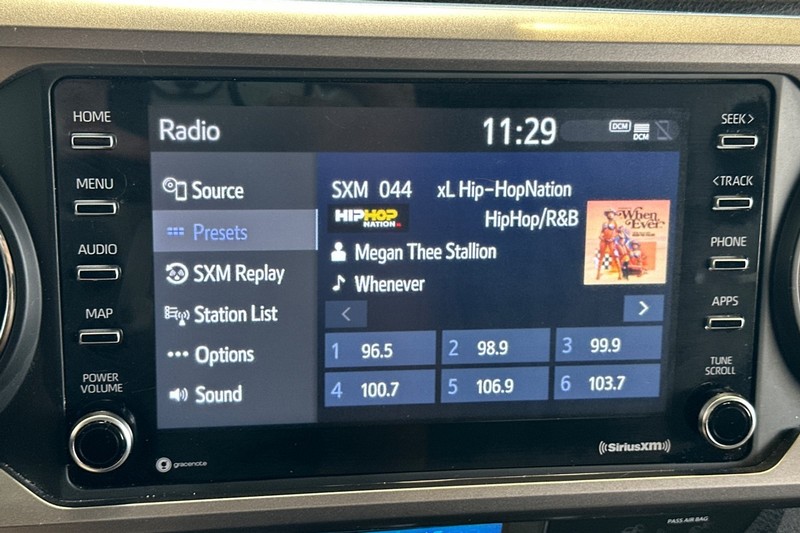 HOME
MENU
AUDIO
MAP
POWER
VOLUME
Radio
11:29
DCM
DCM
Source
Presets
SXM Replay
Station List
Options
Sound
SXM 044 xL Hip-HopNation
HIPHOP
NATION
HipHop/R&B
When
Ever
Megan Thee Stallion
Whenever
1 96.5
2 98.9
3 99.9
4 100.7
5 106.9
6 103.7
gracenote
((SiriusXM))
SEEK>
<TRACK
PHONE
APPS
TUNE
SCROLL
PASS AIR BAG